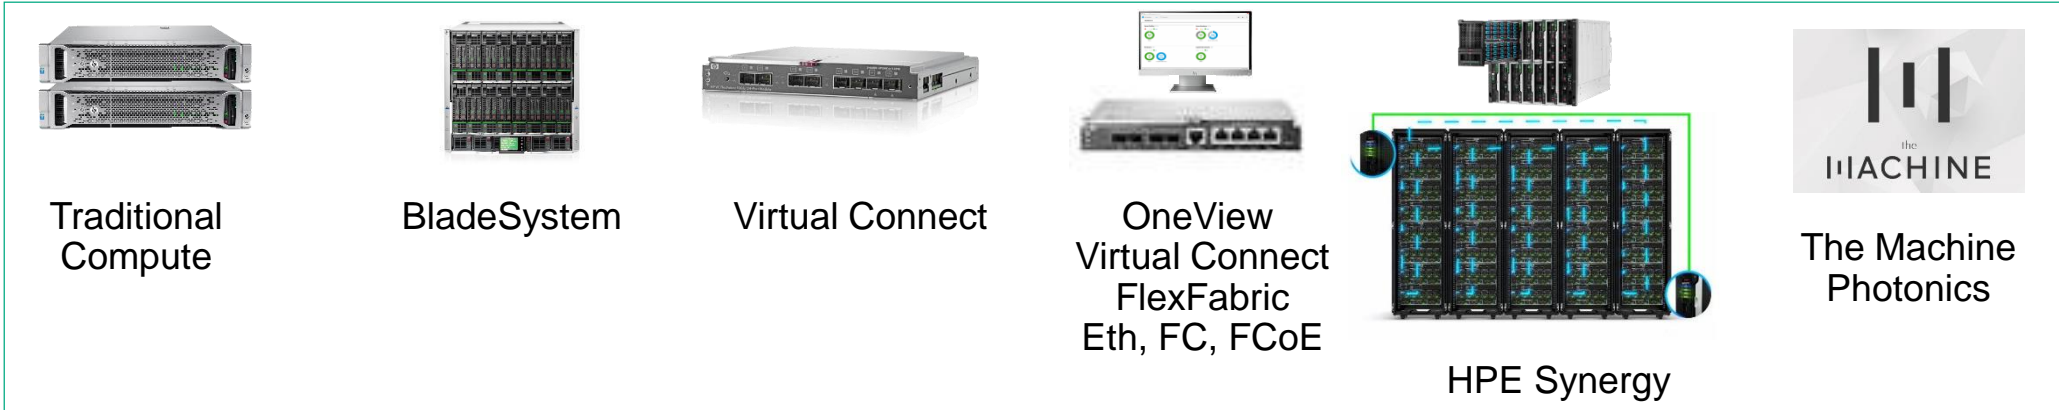 Traditional
Compute
BladeSystem
Virtual Connect
OneView
Virtual Connect
FlexFabric
Eth, FC, FCoE
HPE Synergy
the
MACHINE
The Machine
Photonics